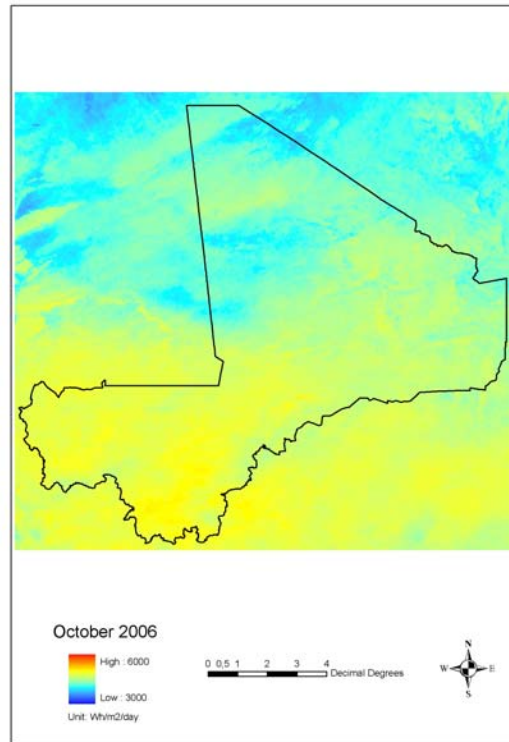 October 2006
High : 6000
Low : 3000
Unit: Wh/m2/day
0 0,5 1 2 3 4
Decimal Degrees
N
W E
S